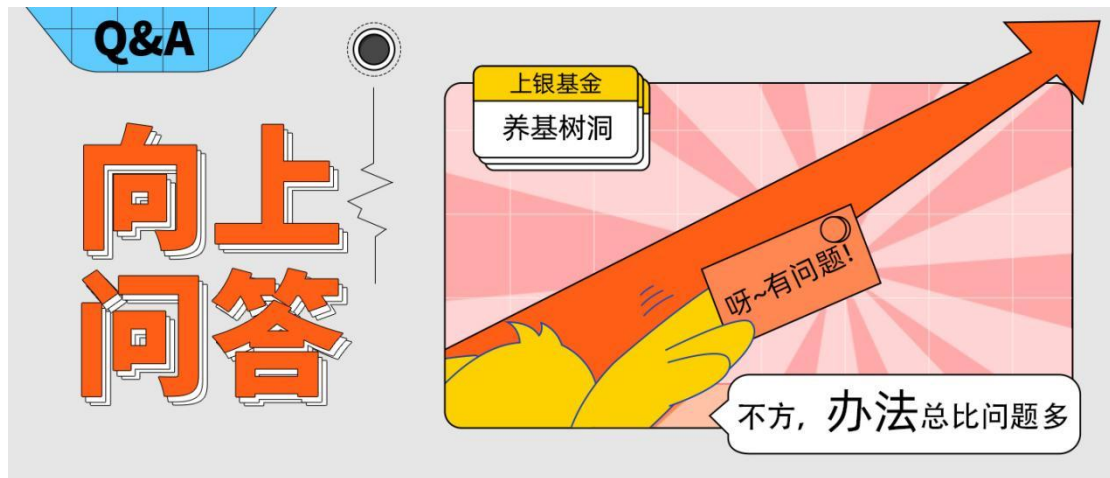 Q&A
向上
问答
上银基金
养基树洞
呀~有问题!
不方，办法总比问题多